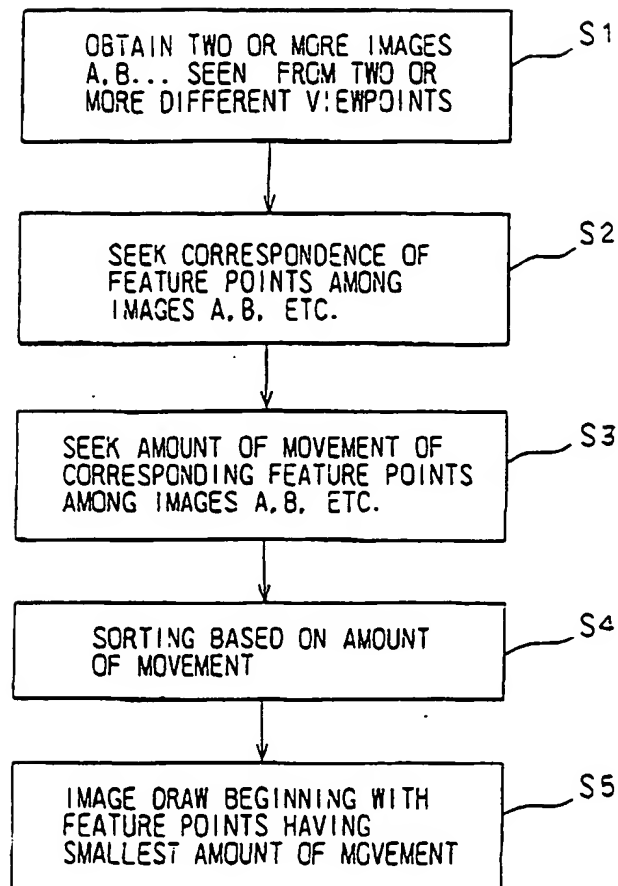 OBTAIN TWO OR MORE IMAGES
A.B... SEEN FROM TWO OR
MORE DIFFERENT VIEWPOINTS
S1
SEEK CORRESPONDENCE OF
FEATURE POINTS AMONG
IMAGES A.B. ETC.
S2
SEEK AMOUNT OF MOVEMENT OF
CORRESPONDING FEATURE POINTS
AMONG IMAGES A.B. ETC.
S3
SORTING BASED ON AMOUNT
OF MOVEMENT
S4
IMAGE DRAW BEGINNING WITH
FEATURE POINTS HAVING
SMALLEST AMOUNT OF MOVEMENT
S5